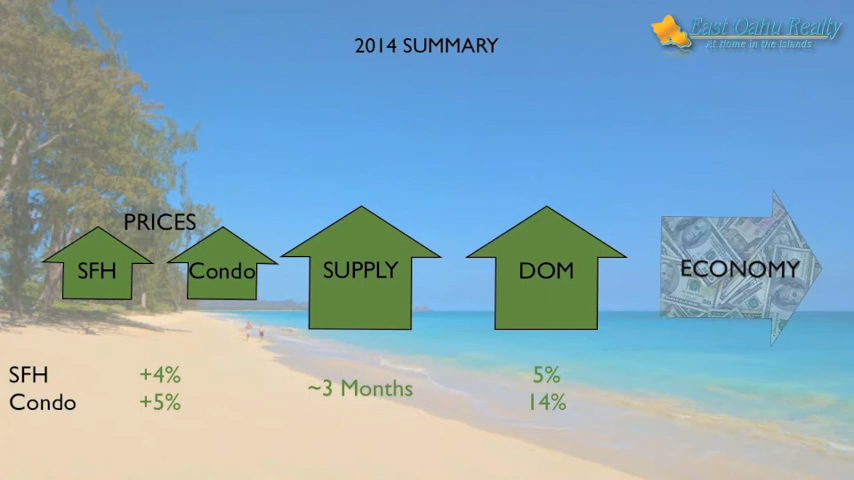 2014 SUMMARY
East Oahu Realty
At Home in the Islands
PRICES
SFH
Condo
SUPPLY
DOM
ECONOMY
SFH +4%
Condo +5%
~3 Months
5%
14%